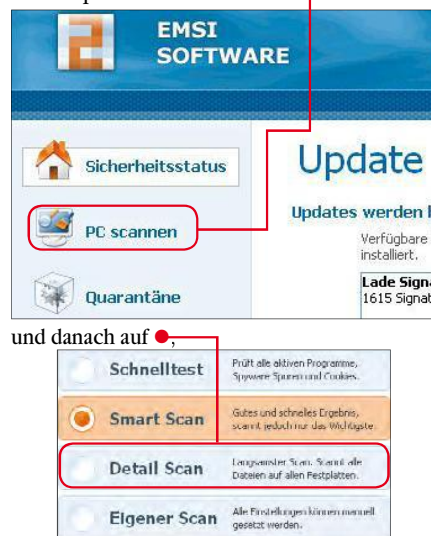 EMSI
SOFTWARE
Sicherheitsstatus
PC scannen
Quarantäne
Update
Updates werden
Verfügbare
installiert.
Lade Signa
1615 Signat
und danach auf ●,
Schnelltest
Prüft alle aktiven Programme,
Spyware Spuren und Cookies.
Smart Scan
Gutes und schnelles Ergebnis,
scannt jedoch nur das Wichtigste.
Detail Scan
Langsamster Scan. Scannt alle
Dateien auf allen Festplatten.
Eigener Scan
Alle Einstellungen können manuell
gesetzt werden.